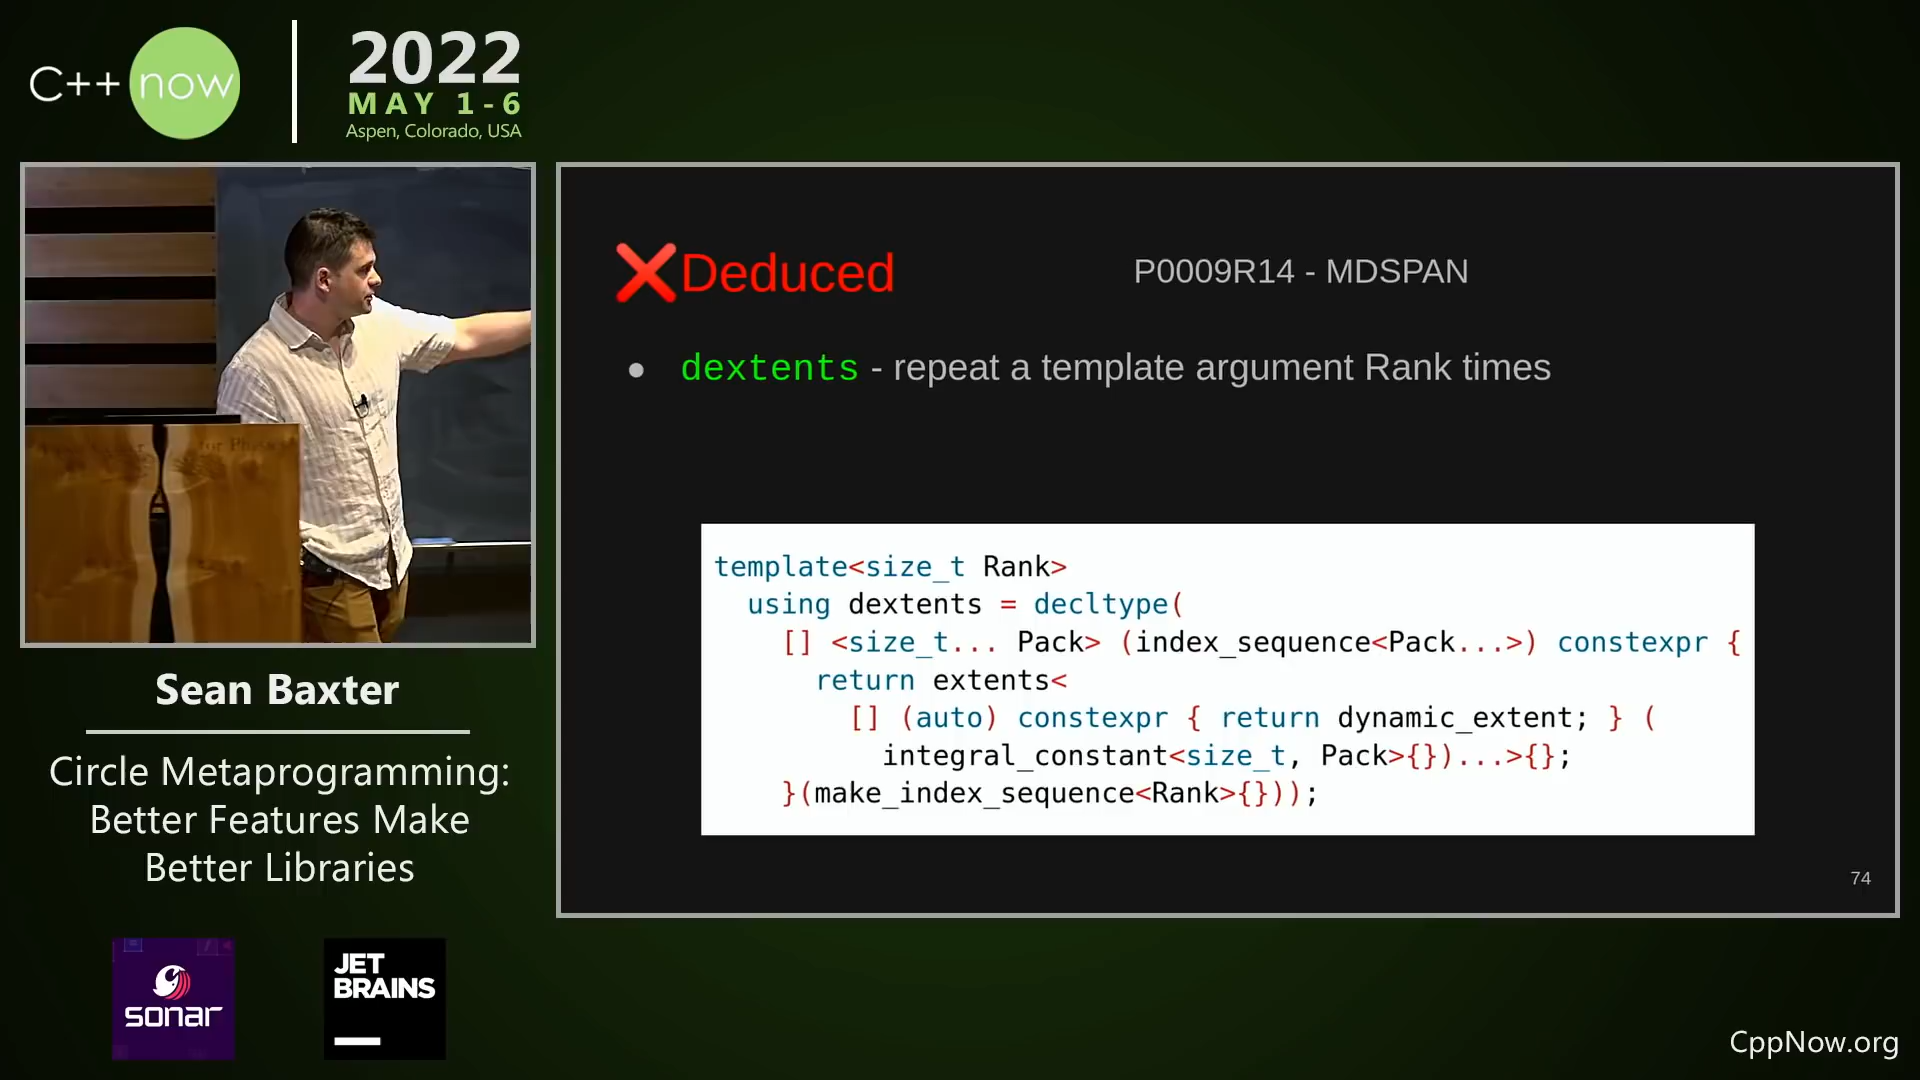 C++ now
2022
MAY 1-6
Aspen, Colorado, USA
❌Deduced
P0009R14 - MDSPAN
● dextents - repeat a template argument Rank times
template<size_t Rank>
using dextents = decltype(
[] <size_t... Pack> (index_sequence<Pack...>) constexpr {
return extents<
[] (auto) constexpr { return dynamic_extent; } (
integral_constant<size_t, Pack>{})...>{};
}(make_index_sequence<Rank>{}));
74
Sean Baxter
Circle Metaprogramming:
Better Features Make
Better Libraries
sonar
JET
BRAINS
CppNow.org